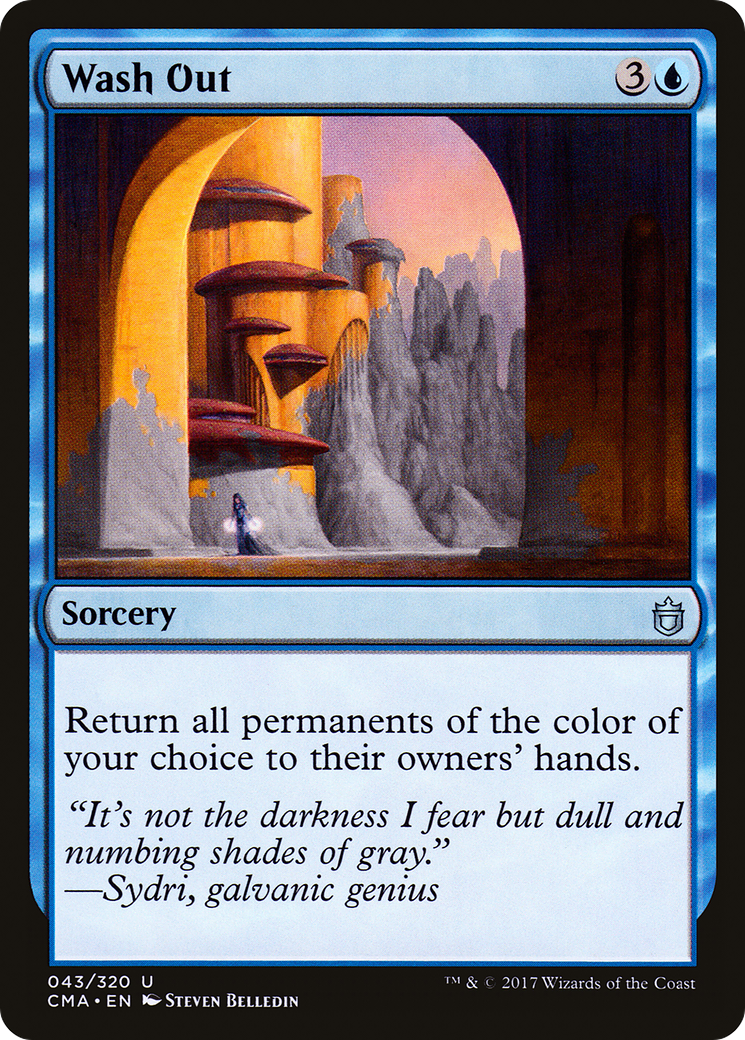 Wash Out
3
Sorcery
Return all permanents of the color of
your choice to their owners' hands.
"It's not the darkness I fear but dull and
numbing shades of gray."
—Sydri, galvanic genius
043/320 U
CMA • EN Steven Belledin
™ & © 2017 Wizards of the Coast